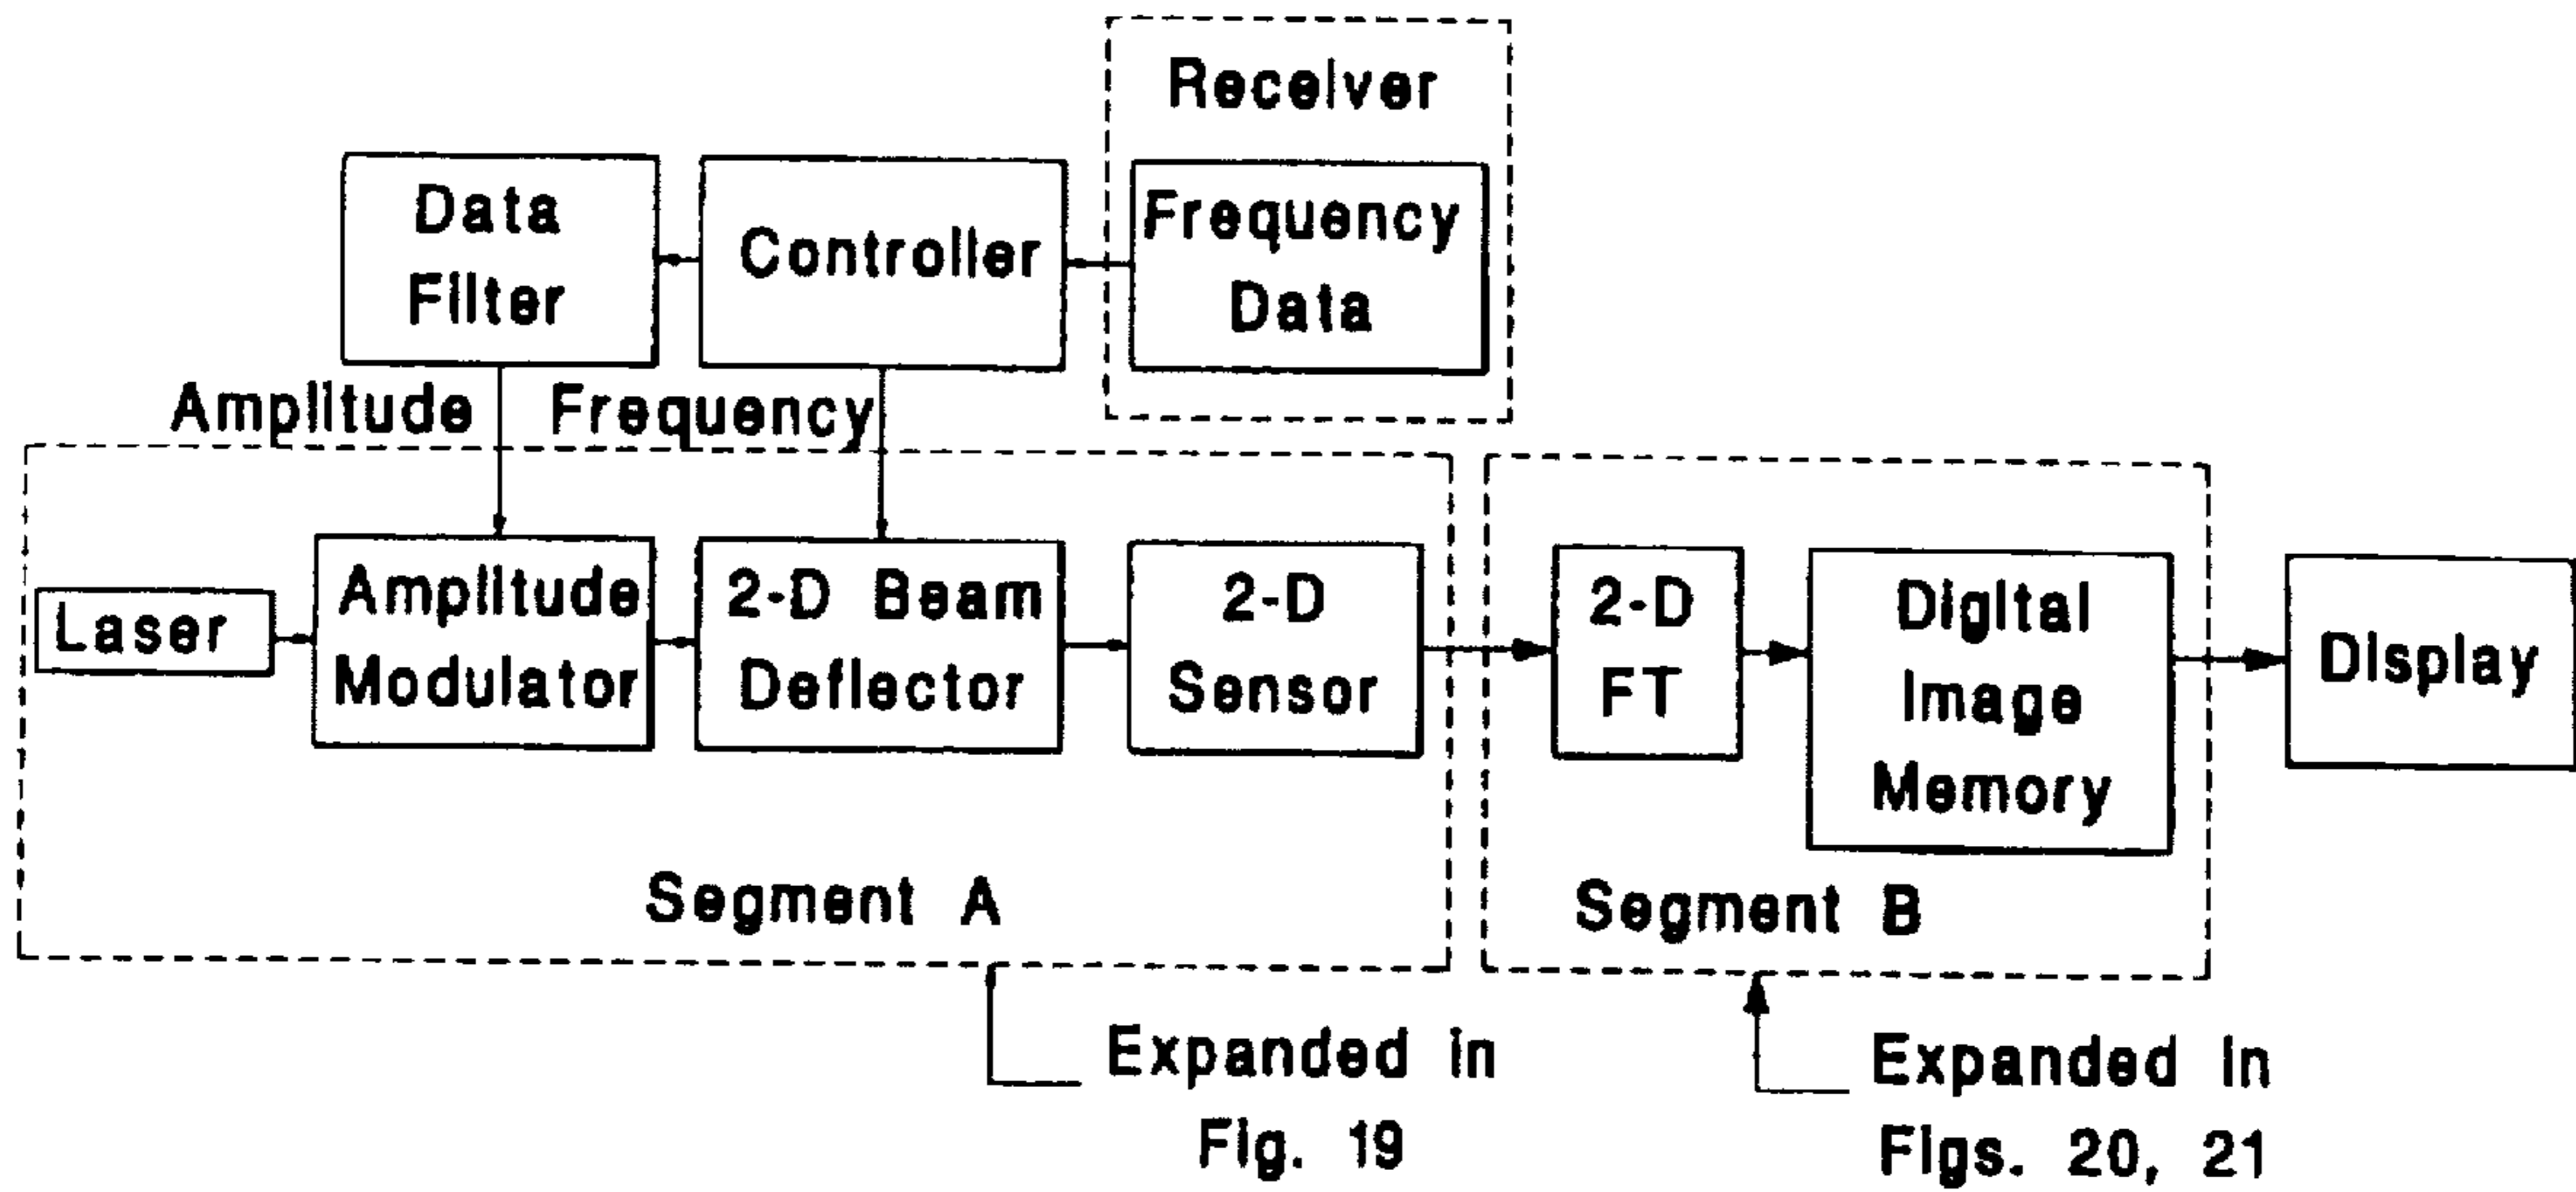 Receiver
Data
Filter
Controller
Frequency
Data
Amplitude
Frequency
Laser
Amplitude
Modulator
2-D Beam
Deflector
2-D
Sensor
2-D
FT
Digital
Image
Memory
Display
Segment A
Segment B
Expanded in
Fig. 19
Expanded in
Figs. 20, 21